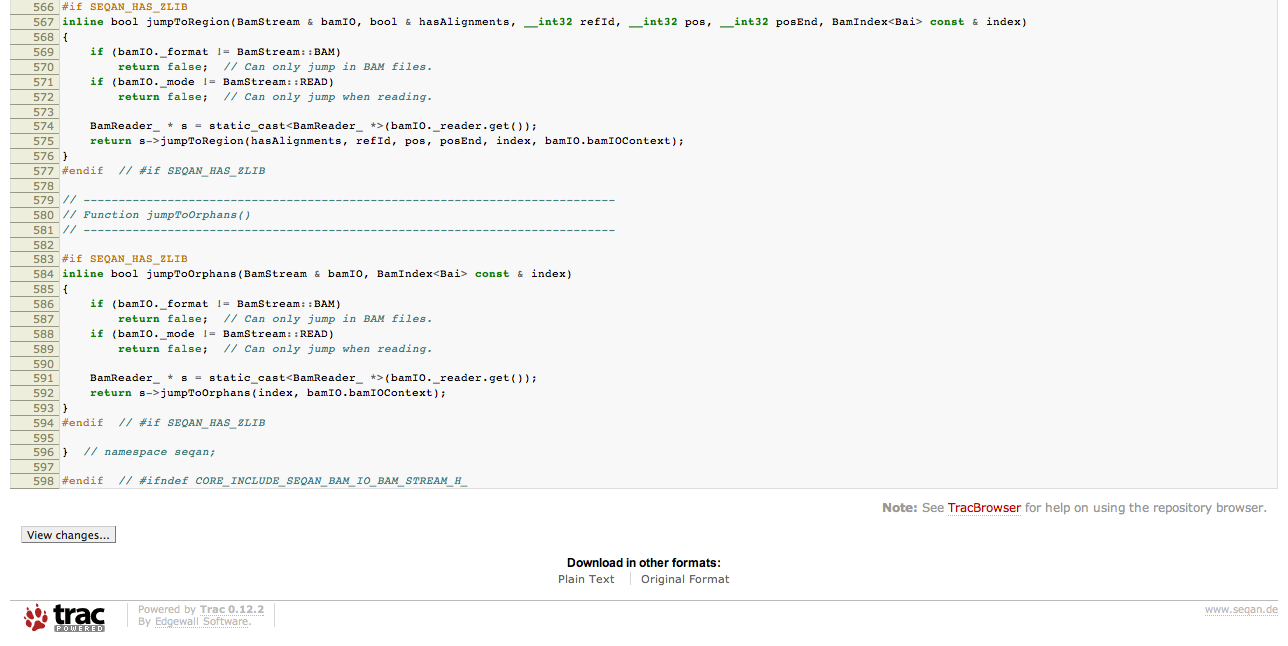 566 #if SEQAN_HAS_ZLIB
567 inline bool jumpToRegion(BamStream & bamIO, bool & hasAlignments, __int32 refId, __int32 pos, __int32 posEnd, BamIndex<Bai> const & index)
568 {
569     if (bamIO._format != BamStream::BAM)
570         return false;  // Can only jump in BAM files.
571     if (bamIO._mode != BamStream::READ)
572         return false;  // Can only jump when reading.
573
574     BamReader_ * s = static_cast<BamReader_ *>(bamIO._reader.get());
575     return s->jumpToRegion(hasAlignments, refId, pos, posEnd, index, bamIO.bamIOContext);
576 }
577 #endif  // #if SEQAN_HAS_ZLIB
578
579 // ----------------------------------------------------------------------------
580 // Function jumpToOrphans()
581 // ----------------------------------------------------------------------------
582
583 #if SEQAN_HAS_ZLIB
584 inline bool jumpToOrphans(BamStream & bamIO, BamIndex<Bai> const & index)
585 {
586     if (bamIO._format != BamStream::BAM)
587         return false;  // Can only jump in BAM files.
588     if (bamIO._mode != BamStream::READ)
589         return false;  // Can only jump when reading.
590
591     BamReader_ * s = static_cast<BamReader_ *>(bamIO._reader.get());
592     return s->jumpToOrphans(index, bamIO.bamIOContext);
593 }
594 #endif  // #if SEQAN_HAS_ZLIB
595
596 }  // namespace seqan;
597
598 #endif  // #ifndef CORE_INCLUDE_SEQAN_BAM_IO_BAM_STREAM_H_
Note: See TracBrowser for help on using the repository browser.
View changes...
Download in other formats:
Plain Text Original Format
trac POWERED
Powered by Trac 0.12.2
By Edgewall Software.
www.seqan.de